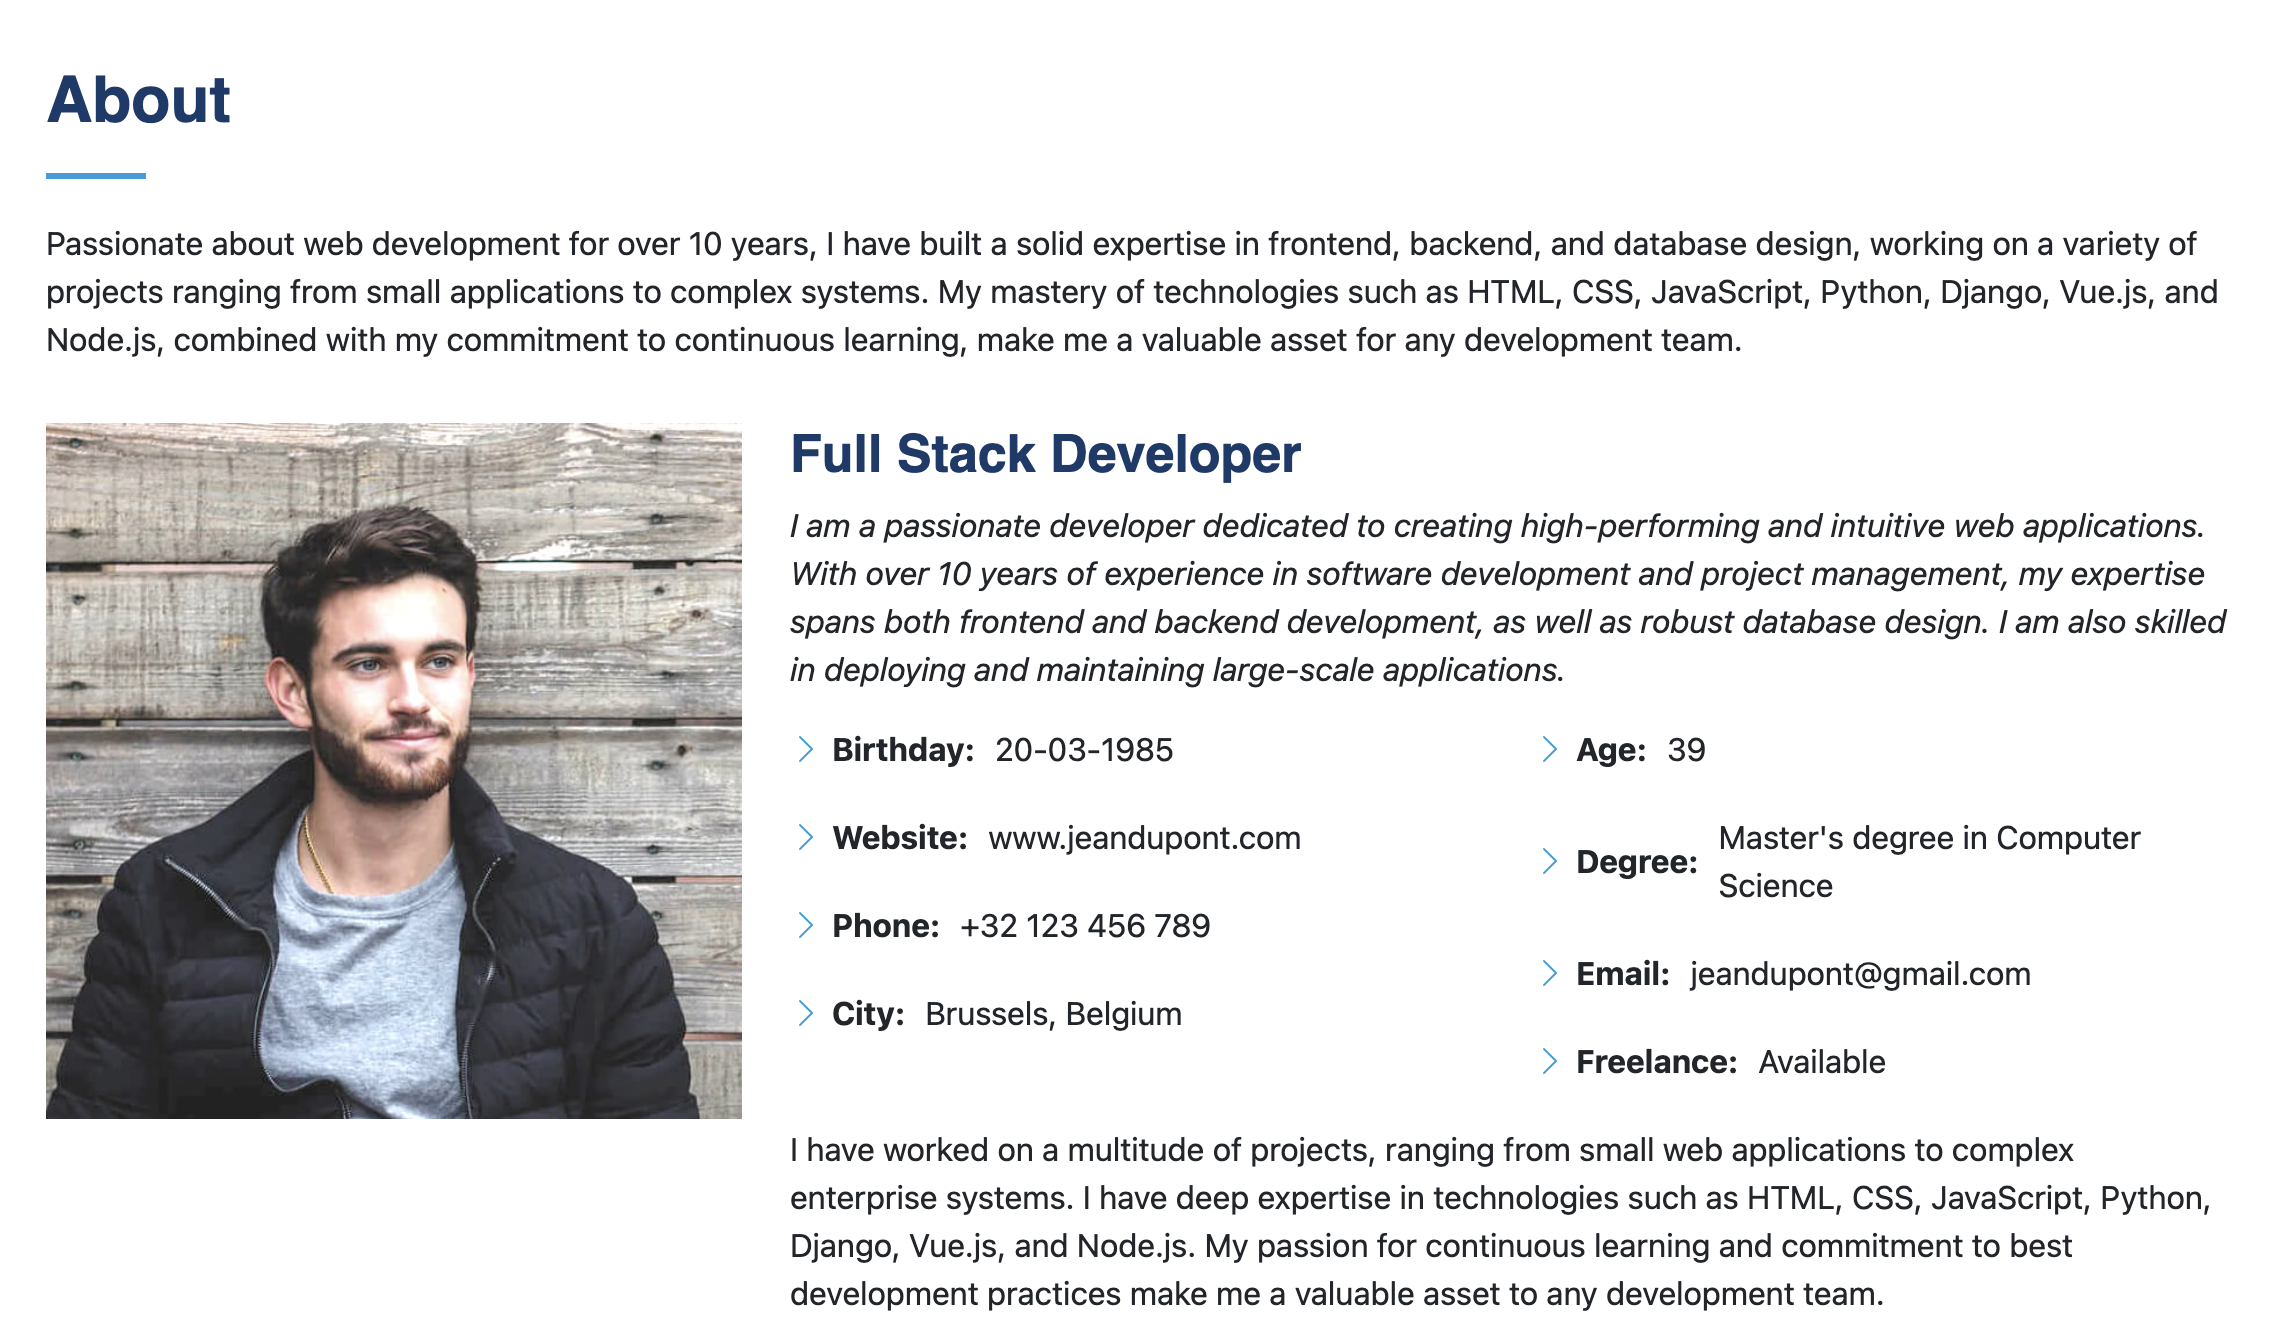 About
Passionate about web development for over 10 years, I have built a solid expertise in frontend, backend, and database design, working on a variety of
projects ranging from small applications to complex systems. My mastery of technologies such as HTML, CSS, JavaScript, Python, Django, Vue.js, and
Node.js, combined with my commitment to continuous learning, make me a valuable asset for any development team.
Full Stack Developer
I am a passionate developer dedicated to creating high-performing and intuitive web applications.
With over 10 years of experience in software development and project management, my expertise
spans both frontend and backend development, as well as robust database design. I am also skilled
in deploying and maintaining large-scale applications.
Birthday: 20-03-1985
Website: www.jeandupont.com
Phone: +32 123 456 789
City: Brussels, Belgium
Age: 39
Degree: Master's degree in Computer
Science
Email: jeandupont@gmail.com
Freelance: Available
I have worked on a multitude of projects, ranging from small web applications to complex
enterprise systems. I have deep expertise in technologies such as HTML, CSS, JavaScript, Python,
Django, Vue.js, and Node.js. My passion for continuous learning and commitment to best
development practices make me a valuable asset to any development team.